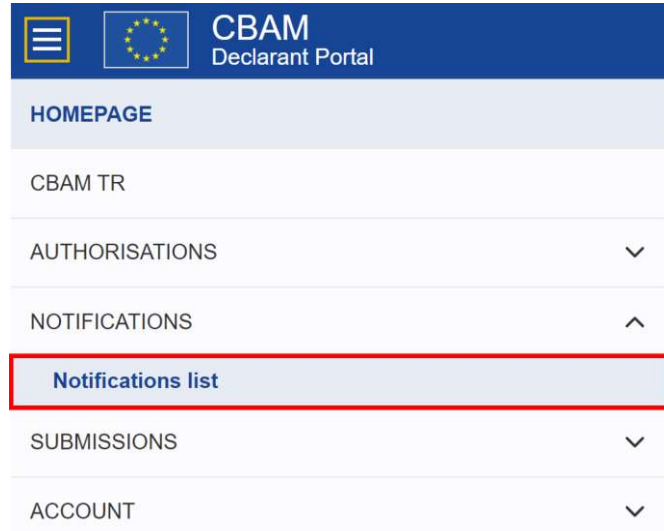 CBAM
Declarant Portal
HOMEPAGE
CBAM TR
AUTHORISATIONS
NOTIFICATIONS
Notifications list
SUBMISSIONS
ACCOUNT